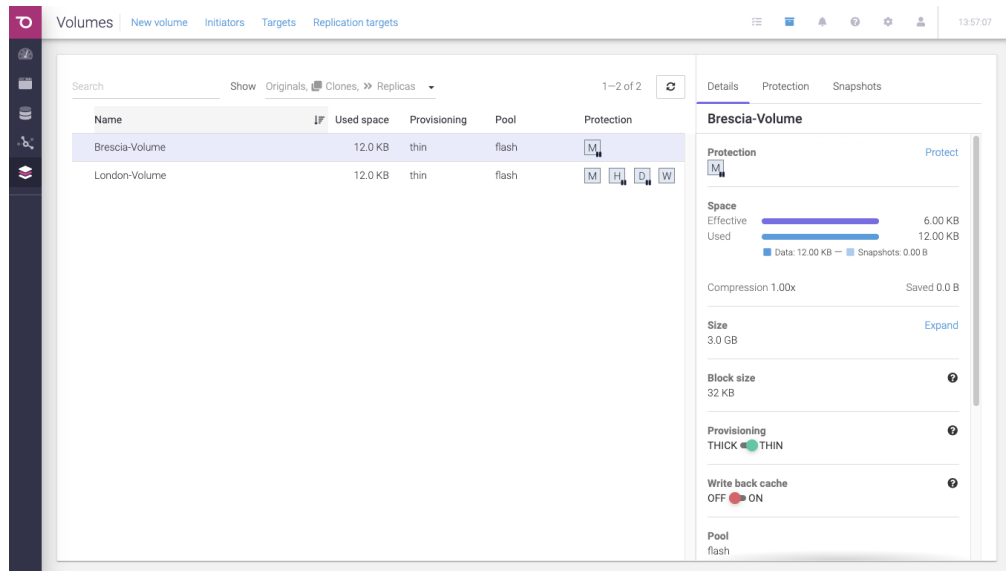 Volumes New volume Initiators Targets Replication targets 13:57:07
Search Show Originals, Clones, Replicas 1—2 of 2
Name Used space Provisioning Pool Protection
Brescia-Volume 12.0 KB thin flash M
London-Volume 12.0 KB thin flash M H D W
Details Protection Snapshots
Brescia-Volume
Protection Protect
M
Space
Effective 6.00 KB
Used 12.00 KB
Data: 12.00 KB — Snapshots: 0.00 B
Compression 1.00x Saved 0.0 B
Size Expand
3.0 GB
Block size
32 KB
Provisioning
THICK THIN
Write back cache
OFF ON
Pool
flash